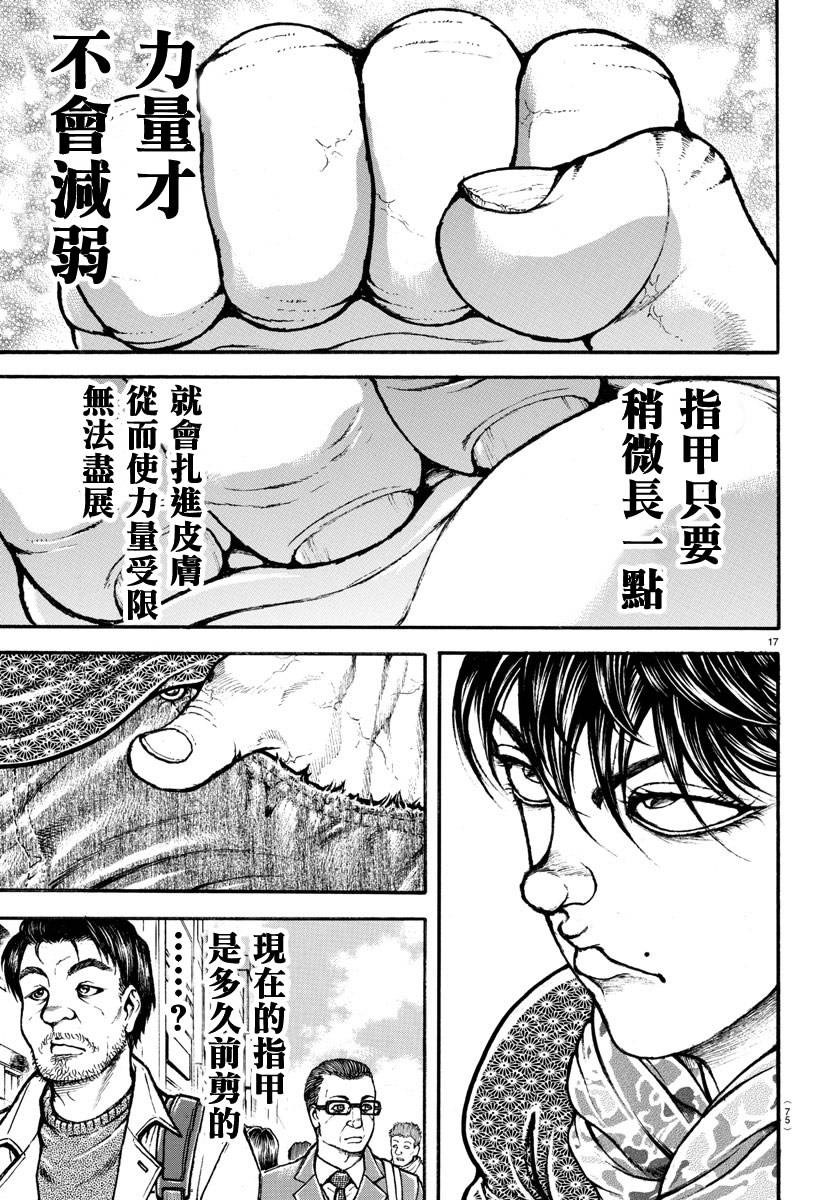 力量才
不會減弱
指甲只要
稍微長一點
就會扎進皮膚
從而使力量受限
無法盡展
17
現在的指甲
是多久前剪的
……?
(75)